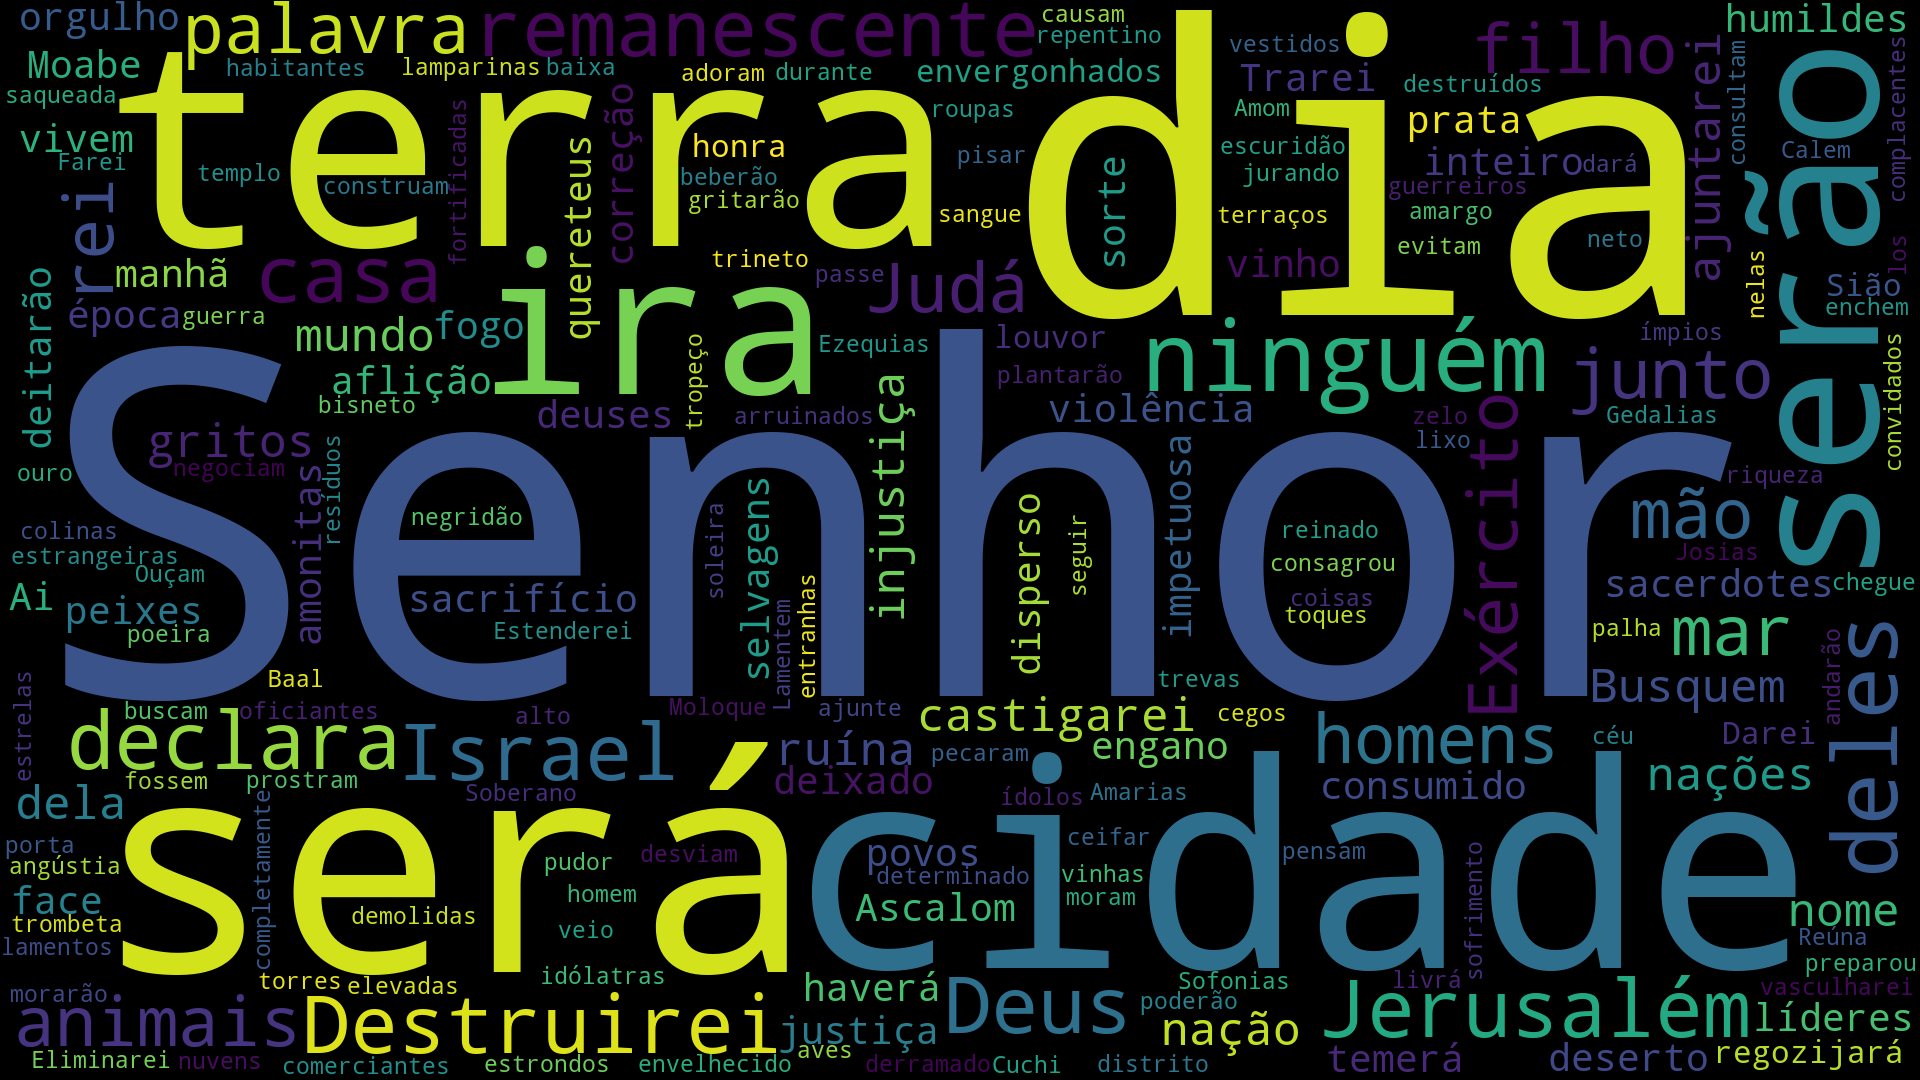 orgulho
palavra
remanescente
causam
repentino
filho
humildes
Moabe
habitantes
lamparinas
baixa
adoram
durante
envergonhados
vestidos
Trarei
destruídos
ajuntarei
consultam
complacentes
saqueada
terra
dia
serão
vivem
Farei
templo
construam
fortificadas
quereteus
correção
honra
beberão
gritarão
roupas
pisar
sangue
sorte
Amom
escuridão
jurando
terraços
prata
inteiro
dará
guerreiros
amargo
evitam
neto
Calem
los
nelas
Sião
enchem
rei
manhã
casa
época
guerra
trineto
passe
Judá
vinho
deitarão
mundo
fogo
ira
aflição
bisneto
deuses
tropeço
arruinados
Ezequias
louvor
plantarão
ninguém
violência
junto
ímpios
zelo
lixo
Gedalias
convidados
gritos
negociam
ouro
Senhor
injustiça
impetuosa
Exército
riqueza
mão
colinas
estrangeiras
Ouçam
Ai
peixes
poeira
amonitas
resíduos
negridão
sacrifício
Estenderei
soleira
selvagens
Lamentem
entranhas
disperso
seguir
reinado
consagrou
coisas
toques
Josias
sacerdotes
chegue
palha
mar
andarão
deles
estrelas
Baal
buscam
oficiantes
alto
Moloque
ajunte
trevas
Busquem
castigarei
cegos
declara
Israel
ruína
pecaram
engano
homens
céu
Darei
fossem
prostram
Soberano
deixado
ídolos
Amarias
consumido
nações
dela
completamente
será
cidade
porta
angústia
pudor
desviam
povos
ceifar
pensam
determinado
vinhas
face
homem
moram
trombeta
demolidas
Ascalom
sofrimento
nome
lamentos
veio
Reúna
idólatras
preparou
torres
elevadas
haverá
Deus
Sofonias
poderão
livrá
vasculharei
morarão
animais
Destruirei
justiça
nação
Jerusalém
líderes
Eliminarei
nuvens
comerciantes
estrondos
envelhecido
aves
derramado
Cuchi
distrito
temerá
deserto
regozijará